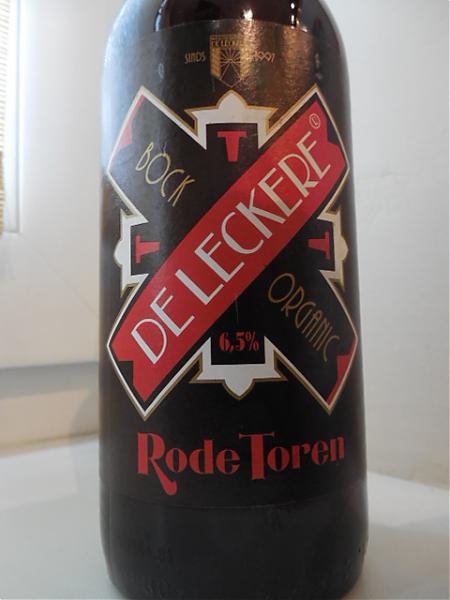 SINDS 1997
T
BOCK
DE LECKERE
T
T
ORGANIC
6,5%
Rode Toren